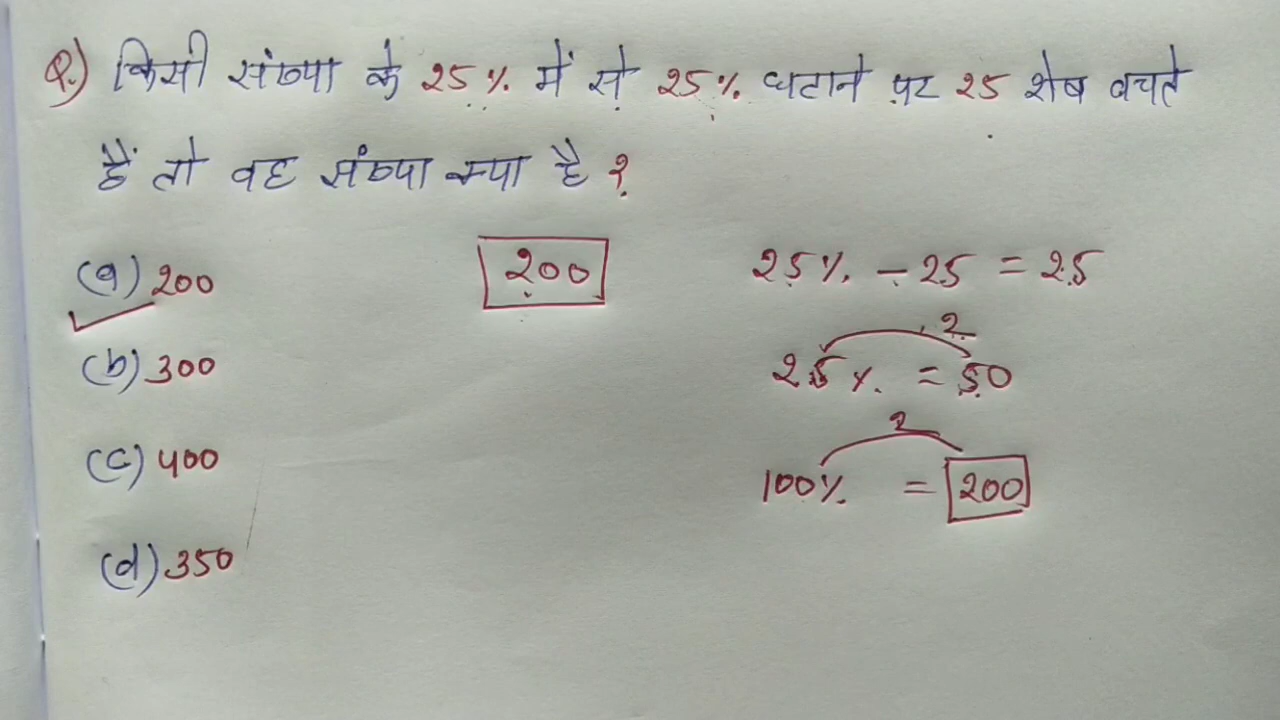 Q.) किसी संख्या के 25% में से 25% घटाने पर 25 शेष बचते
हैं तो वह संख्या क्या है ?
(a) 200
200
25% - 25 = 25
2
(b) 300
25% = 50
2
(c) 400
100% = 200
(d) 350